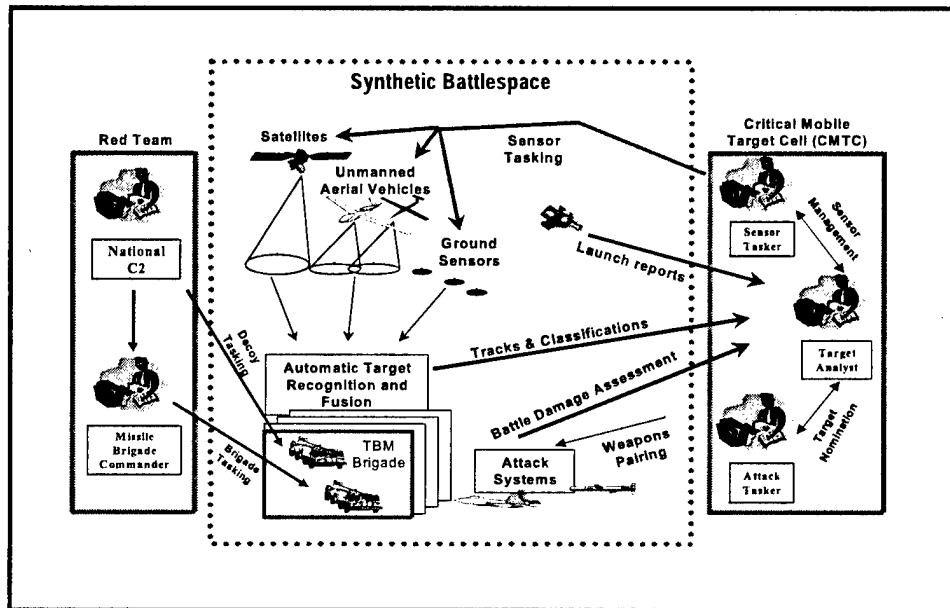 Synthetic Battlespace
Red Team
National
C2
Missile
Brigade
Commander
Decoy
Tasking
Brigade
Tasking
Satellites
Unmanned
Aerial Vehicles
Ground
Sensors
Sensor
Tasking
Launch reports
Automatic Target
Recognition and
Fusion
TBM
Brigade
Tracks & Classifications
Battle Damage Assessment
Weapons
Pairing
Attack
Systems
Critical Mobile
Target Cell (CMTC)
Sensor
Tasker
Sensor
Management
Target
Analyst
Target
Nomination
Attack
Tasker